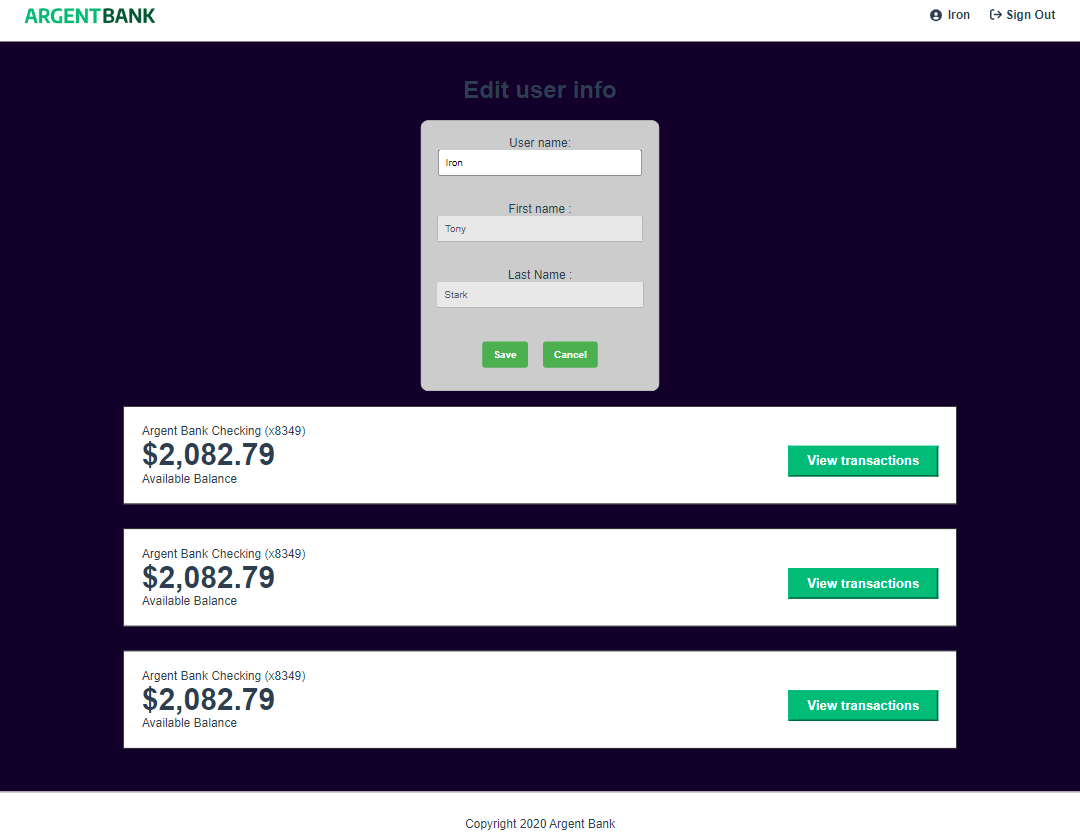 ARGENTBANK
Iron Sign Out
Edit user info
User name:
Iron
First name :
Tony
Last Name :
Stark
Save Cancel
Argent Bank Checking (x8349)
$2,082.79
Available Balance
View transactions
Argent Bank Checking (x8349)
$2,082.79
Available Balance
View transactions
Argent Bank Checking (x8349)
$2,082.79
Available Balance
View transactions
Copyright 2020 Argent Bank